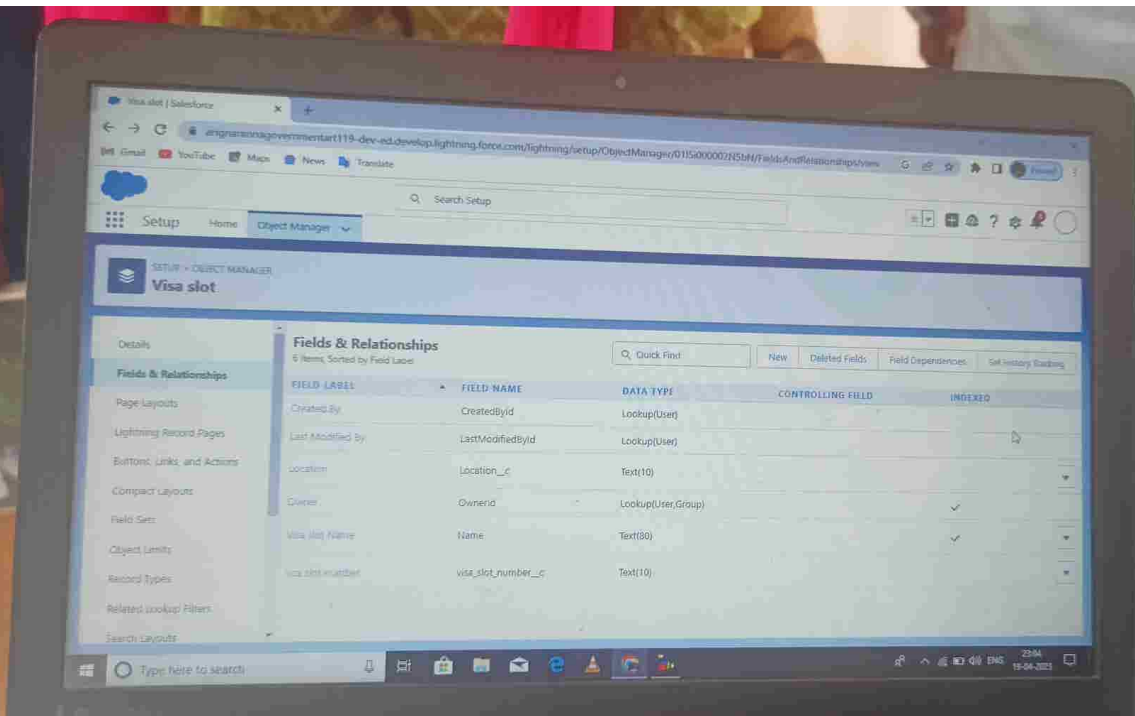 Visa slot | Salesforce
Gmail YouTube Maps News Translate
Search Setup
Setup Home Object Manager
SETUP > OBJECT MANAGER
Visa slot
Details
Fields & Relationships
Page Layouts
Lightning Record Pages
Buttons, Links, and Actions
Compact Layouts
Field Sets
Object Limits
Record Types
Related Lookup Filters
Search Layouts
Fields & Relationships
6 Items, Sorted by Field Label
Quick Find New Deleted Fields Field Dependencies Set History Tracking
FIELD LABEL FIELD NAME DATA TYPE CONTROLLING FIELD INDEXED
Created By CreatedById Lookup(User)
Last Modified By LastModifiedById Lookup(User)
Location Location__c Text(10)
Owner OwnerId Lookup(User,Group)
Visa slot Name Name Text(80)
visa slot number visa_slot_number__c Text(10)
Type here to search
ENG
23:04